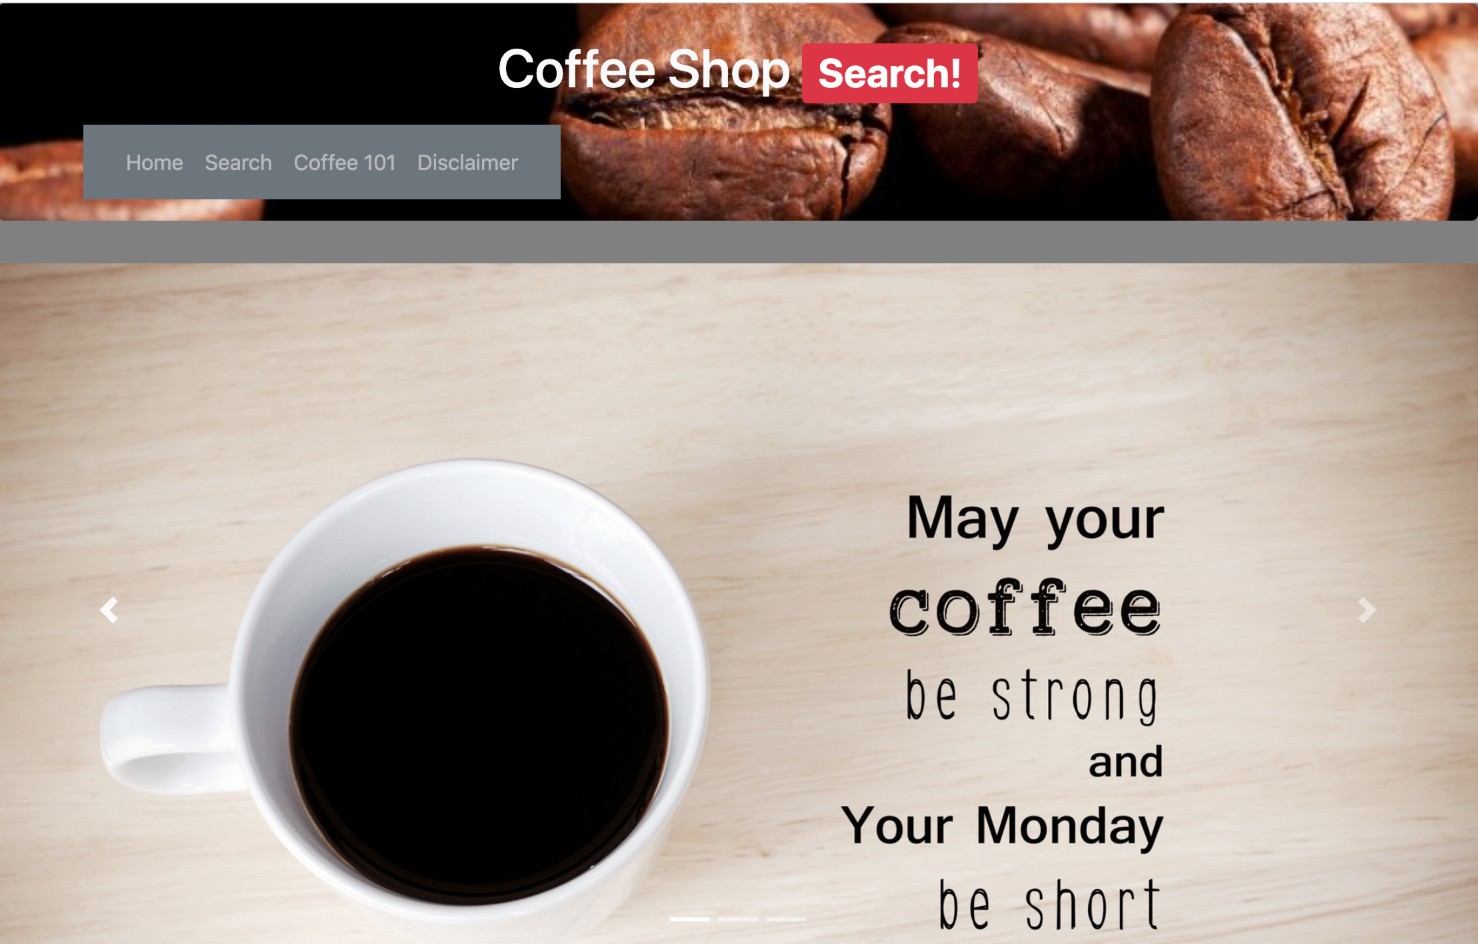 Coffee Shop Search!
Home Search Coffee 101 Disclaimer
May your
coffee
be strong
and
Your Monday
be short